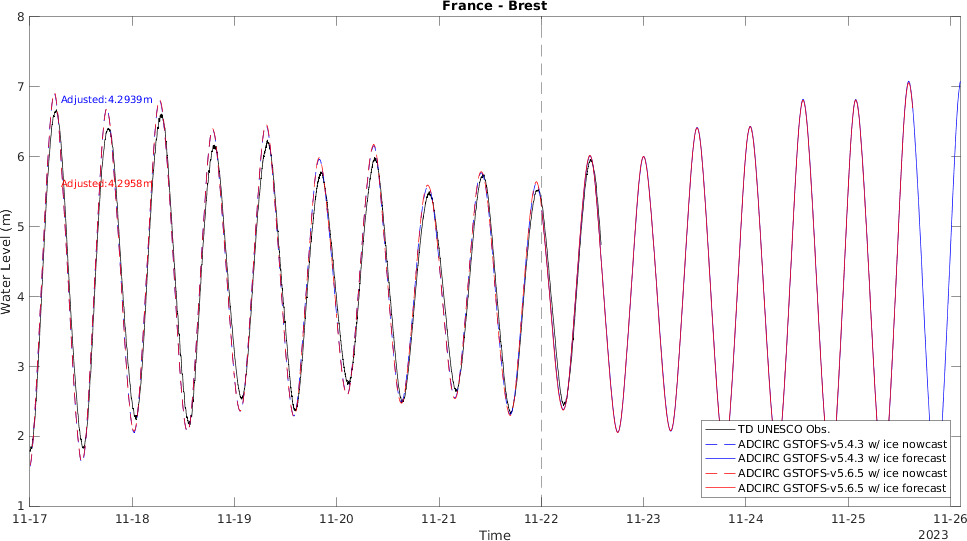 France - Brest
8
7
6
5
4
3
2
1
Water Level (m)
Adjusted:4.2939m
Adjusted:4.2958m
TD UNESCO Obs.
ADCIRC GSTOFS-v5.4.3 w/ ice nowcast
ADCIRC GSTOFS-v5.4.3 w/ ice forecast
ADCIRC GSTOFS-v5.6.5 w/ ice nowcast
ADCIRC GSTOFS-v5.6.5 w/ ice forecast
11-17 11-18 11-19 11-20 11-21 11-22 11-23 11-24 11-25 11-26
Time
2023